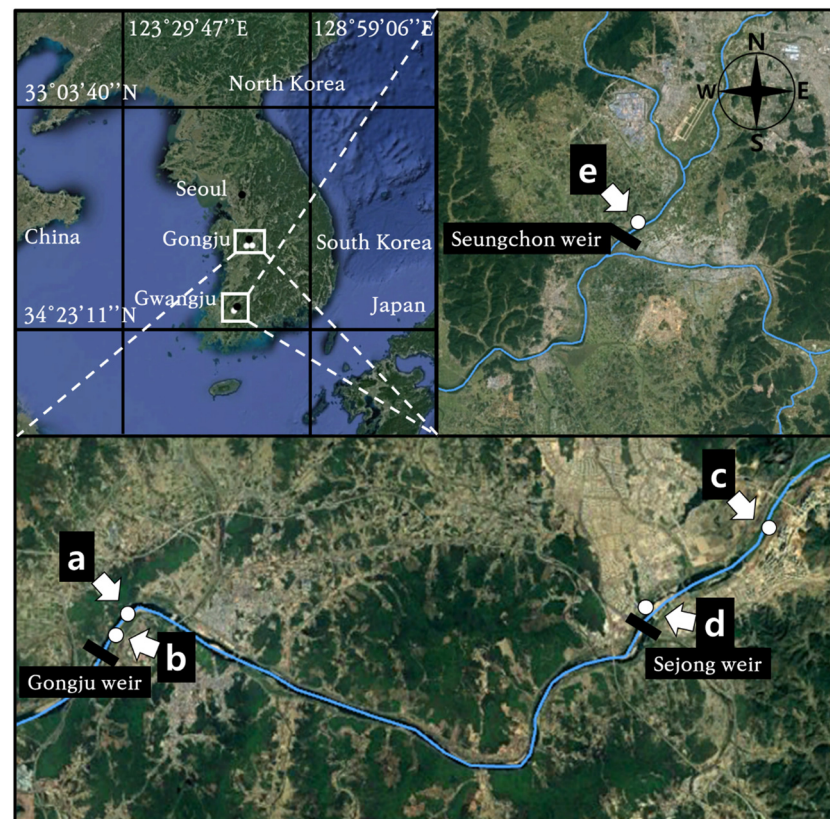 123°29'47''E
128°59'06''E
33°03'40''N
North Korea
Seoul
China
Gongju
South Korea
Gwangju
34°23'11''N
Japan
N
W
E
S
e
Seungchon weir
c
a
b
d
Gongju weir
Sejong weir